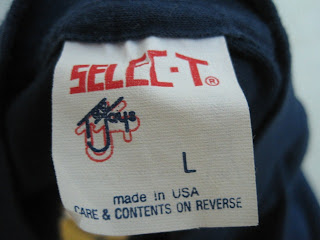 SELEC-T®
L
made in USA
CARE & CONTENTS ON REVERSE